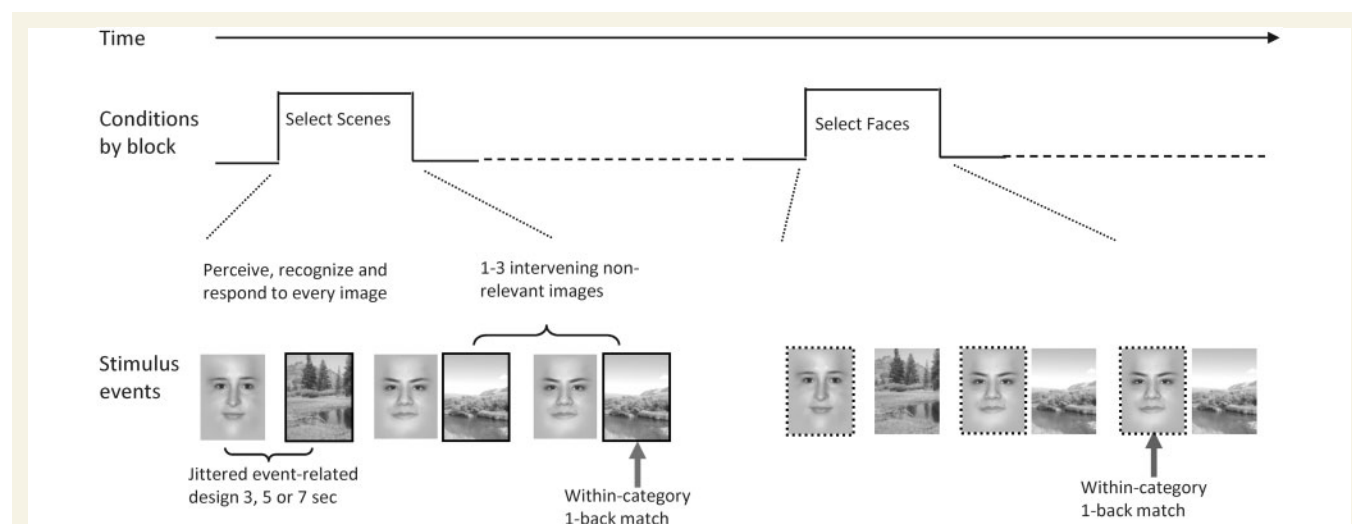 Time
Conditions
by block
Select Scenes
Select Faces
Perceive, recognize and
respond to every image
1-3 intervening non-
relevant images
Stimulus
events
Jittered event-related
design 3, 5 or 7 sec
Within-category
1-back match
Within-category
1-back match